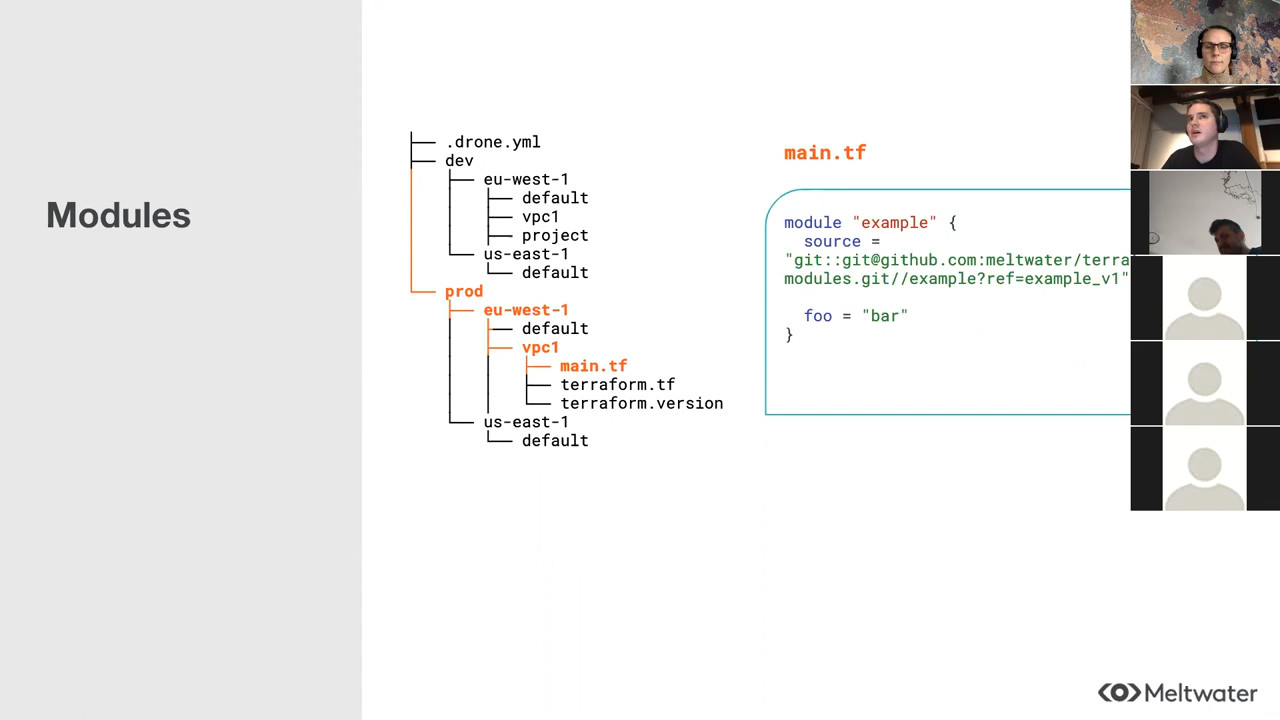 Modules
.drone.yml
dev
eu-west-1
default
vpc1
project
us-east-1
default
prod
eu-west-1
default
vpc1
main.tf
terraform.tf
terraform.version
us-east-1
default
main.tf
module "example" {
source =
"git::git@github.com:meltwater/terra
modules.git//example?ref=example_v1"
foo = "bar"
}
Meltwater